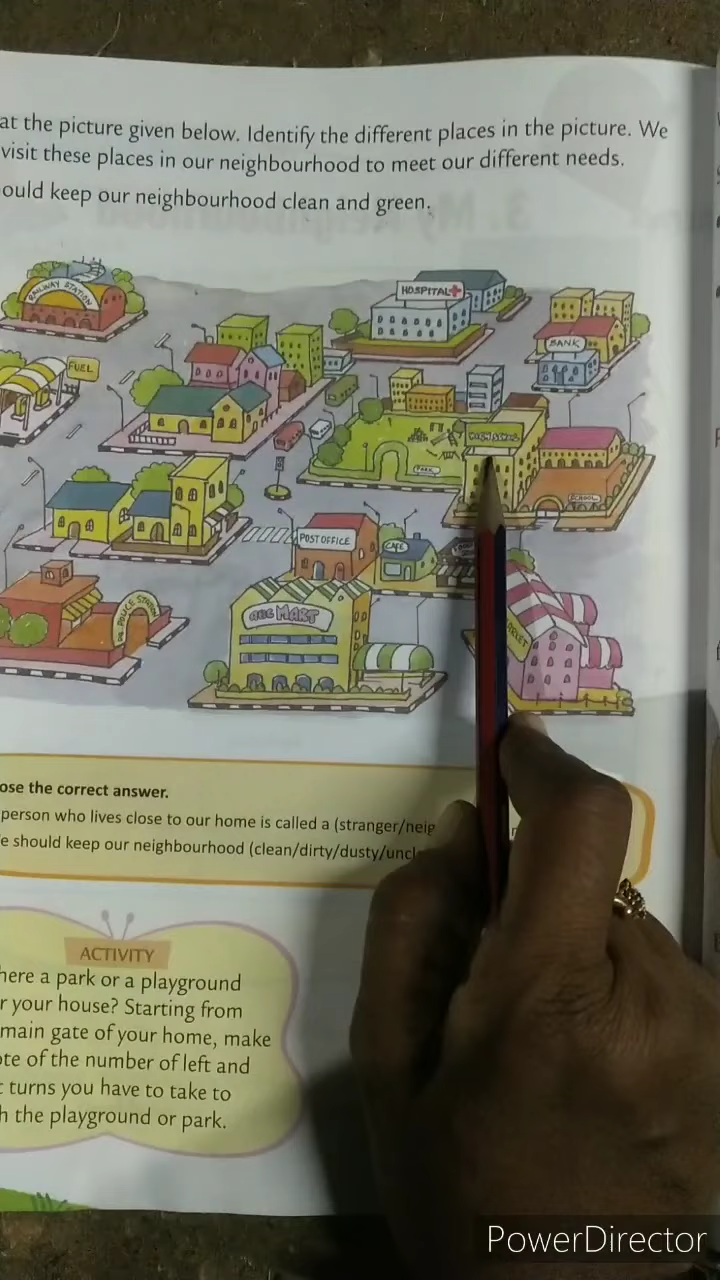 at the picture given below. Identify the different places in the picture. We
visit these places in our neighbourhood to meet our different needs.
ould keep our neighbourhood clean and green.
RAILWAY STATION
HOSPITAL
BANK
FUEL
PARK
SCHOOL
POST OFFICE
CAFE
POLICE STATION
ABC MART
ose the correct answer.
person who lives close to our home is called a (stranger/neig
e should keep our neighbourhood (clean/dirty/dusty/uncl
ACTIVITY
here a park or a playground
r your house? Starting from
main gate of your home, make
ote of the number of left and
t turns you have to take to
h the playground or park.
PowerDirector